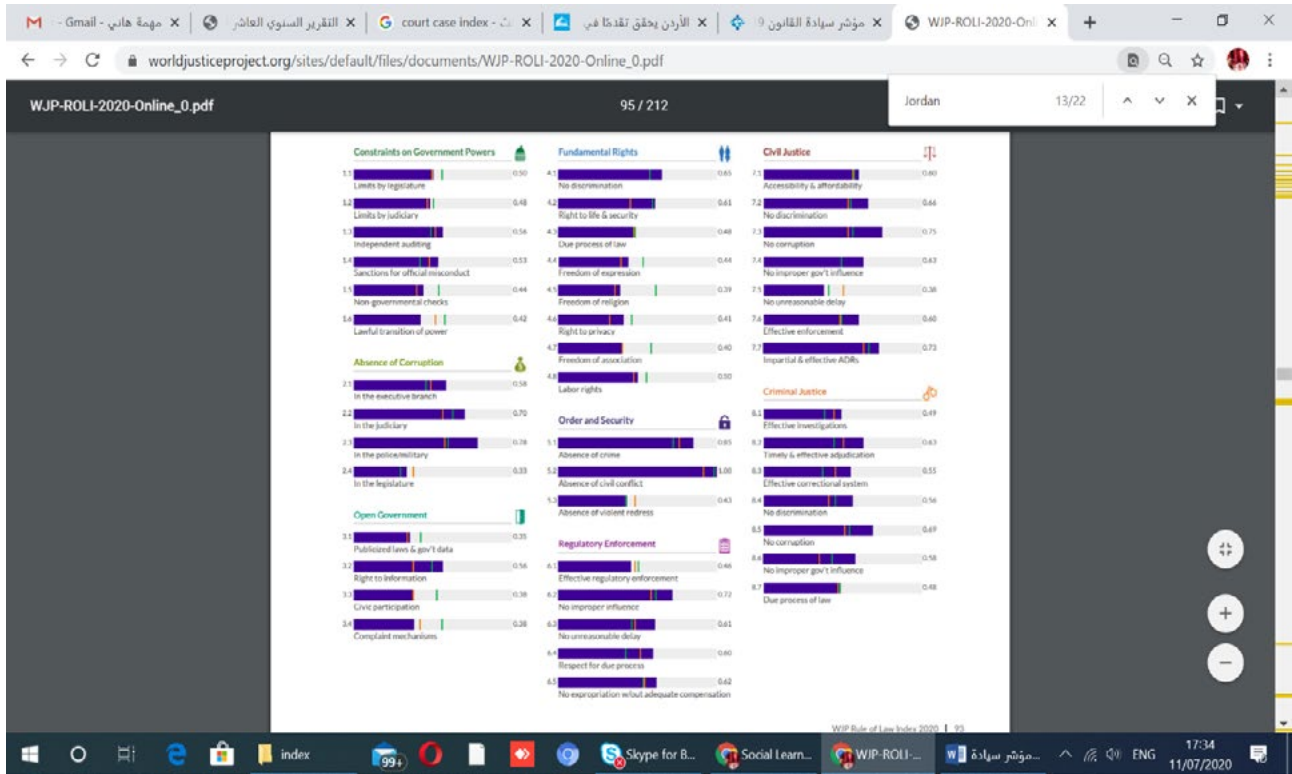 مهمة هاني - Gmail -
التقرير السنوي العاشر
court case index -
الأردن يحقق تقدمًا في
مؤشر سيادة القانون 9
WJP-ROLI-2020-Onli
worldjusticeproject.org/sites/default/files/documents/WJP-ROLI-2020-Online_0.pdf
WJP-ROLI-2020-Online_0.pdf
95 / 212
Jordan
13/22
Constraints on Government Powers
1.1 0.50
Limits by legislature
1.2 0.48
Limits by judiciary
1.3 0.56
Independent auditing
1.4 0.53
Sanctions for official misconduct
1.5 0.44
Non-governmental checks
1.6 0.42
Lawful transition of power
Absence of Corruption
2.1 0.58
In the executive branch
2.2 0.70
In the judiciary
2.3 0.78
In the police/military
2.4 0.33
In the legislature
Open Government
3.1 0.35
Publicized laws & gov't data
3.2 0.56
Right to information
3.3 0.38
Civic participation
3.4 0.38
Complaint mechanisms
Fundamental Rights
4.1 0.65
No discrimination
4.2 0.61
Right to life & security
4.3 0.48
Due process of law
4.4 0.44
Freedom of expression
4.5 0.39
Freedom of religion
4.6 0.41
Right to privacy
4.7 0.40
Freedom of association
4.8 0.50
Labor rights
Order and Security
5.1 0.85
Absence of crime
5.2 1.00
Absence of civil conflict
5.3 0.43
Absence of violent redress
Regulatory Enforcement
6.1 0.46
Effective regulatory enforcement
6.2 0.72
No improper influence
6.3 0.61
No unreasonable delay
6.4 0.60
Respect for due process
6.5 0.62
No expropriation w/out adequate compensation
Civil Justice
7.1 0.60
Accessibility & affordability
7.2 0.66
No discrimination
7.3 0.75
No corruption
7.4 0.63
No improper gov't influence
7.5 0.38
No unreasonable delay
7.6 0.60
Effective enforcement
7.7 0.73
Impartial & effective ADRs
Criminal Justice
8.1 0.49
Effective investigations
8.2 0.63
Timely & effective adjudication
8.3 0.55
Effective correctional system
8.4 0.56
No discrimination
8.5 0.69
No corruption
8.6 0.58
No improper gov't influence
8.7 0.48
Due process of law
WJP Rule of Law Index 2020 | 93
index
99+
Skype for B...
Social Learn...
WJP-ROLI-...
مؤشر سيادة...
ENG
17:34
11/07/2020